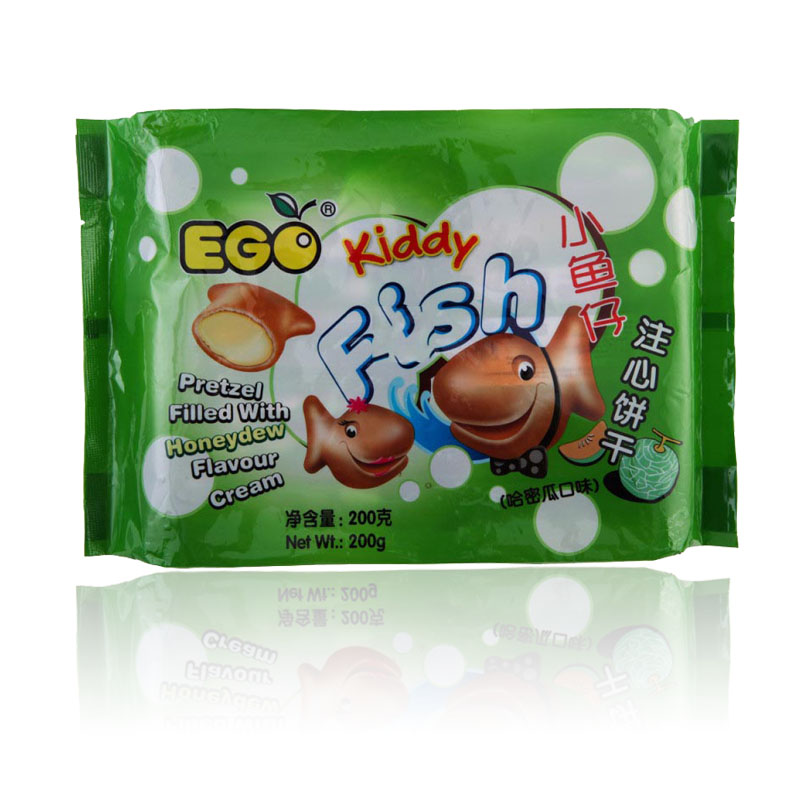 EGO®
Kiddy
Fish
小鱼仔
注心饼干
(哈密瓜口味)
Pretzel
Filled With
Honeydew
Flavour
Cream
净含量: 200克
Net Wt.: 200g